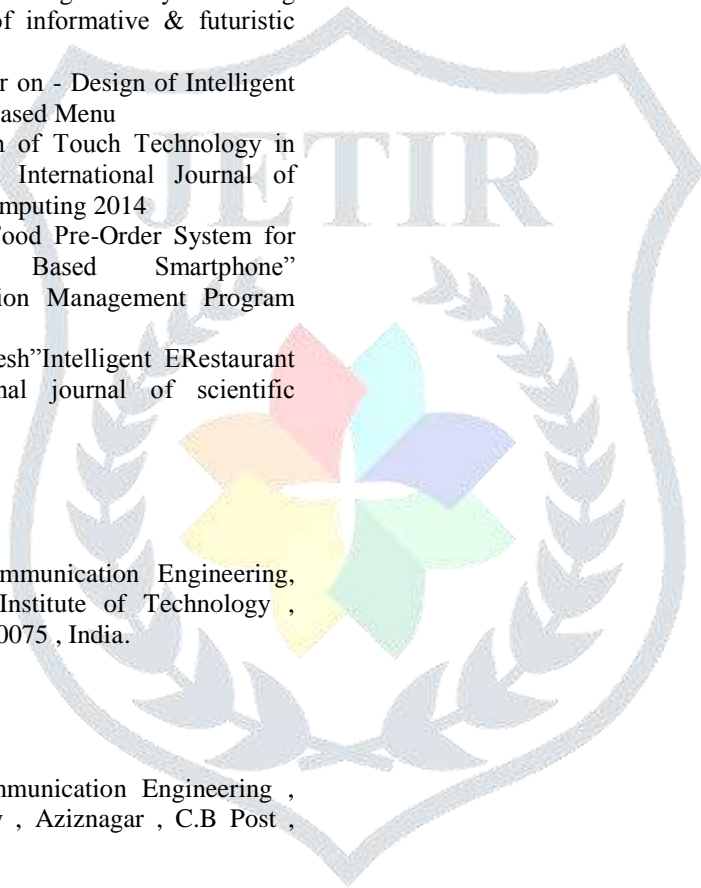 of informative & futuristic
r on - Design of Intelligent
ased Menu
n of Touch Technology in
International Journal of
mputing 2014
Food Pre-Order System for
Based Smartphone”
ion Management Program
esh”Intelligent ERestaurant
nal journal of scientific
mmunication Engineering,
Institute of Technology ,
0075 , India.
mmunication Engineering ,
y , Aziznagar , C.B Post ,
JETIR